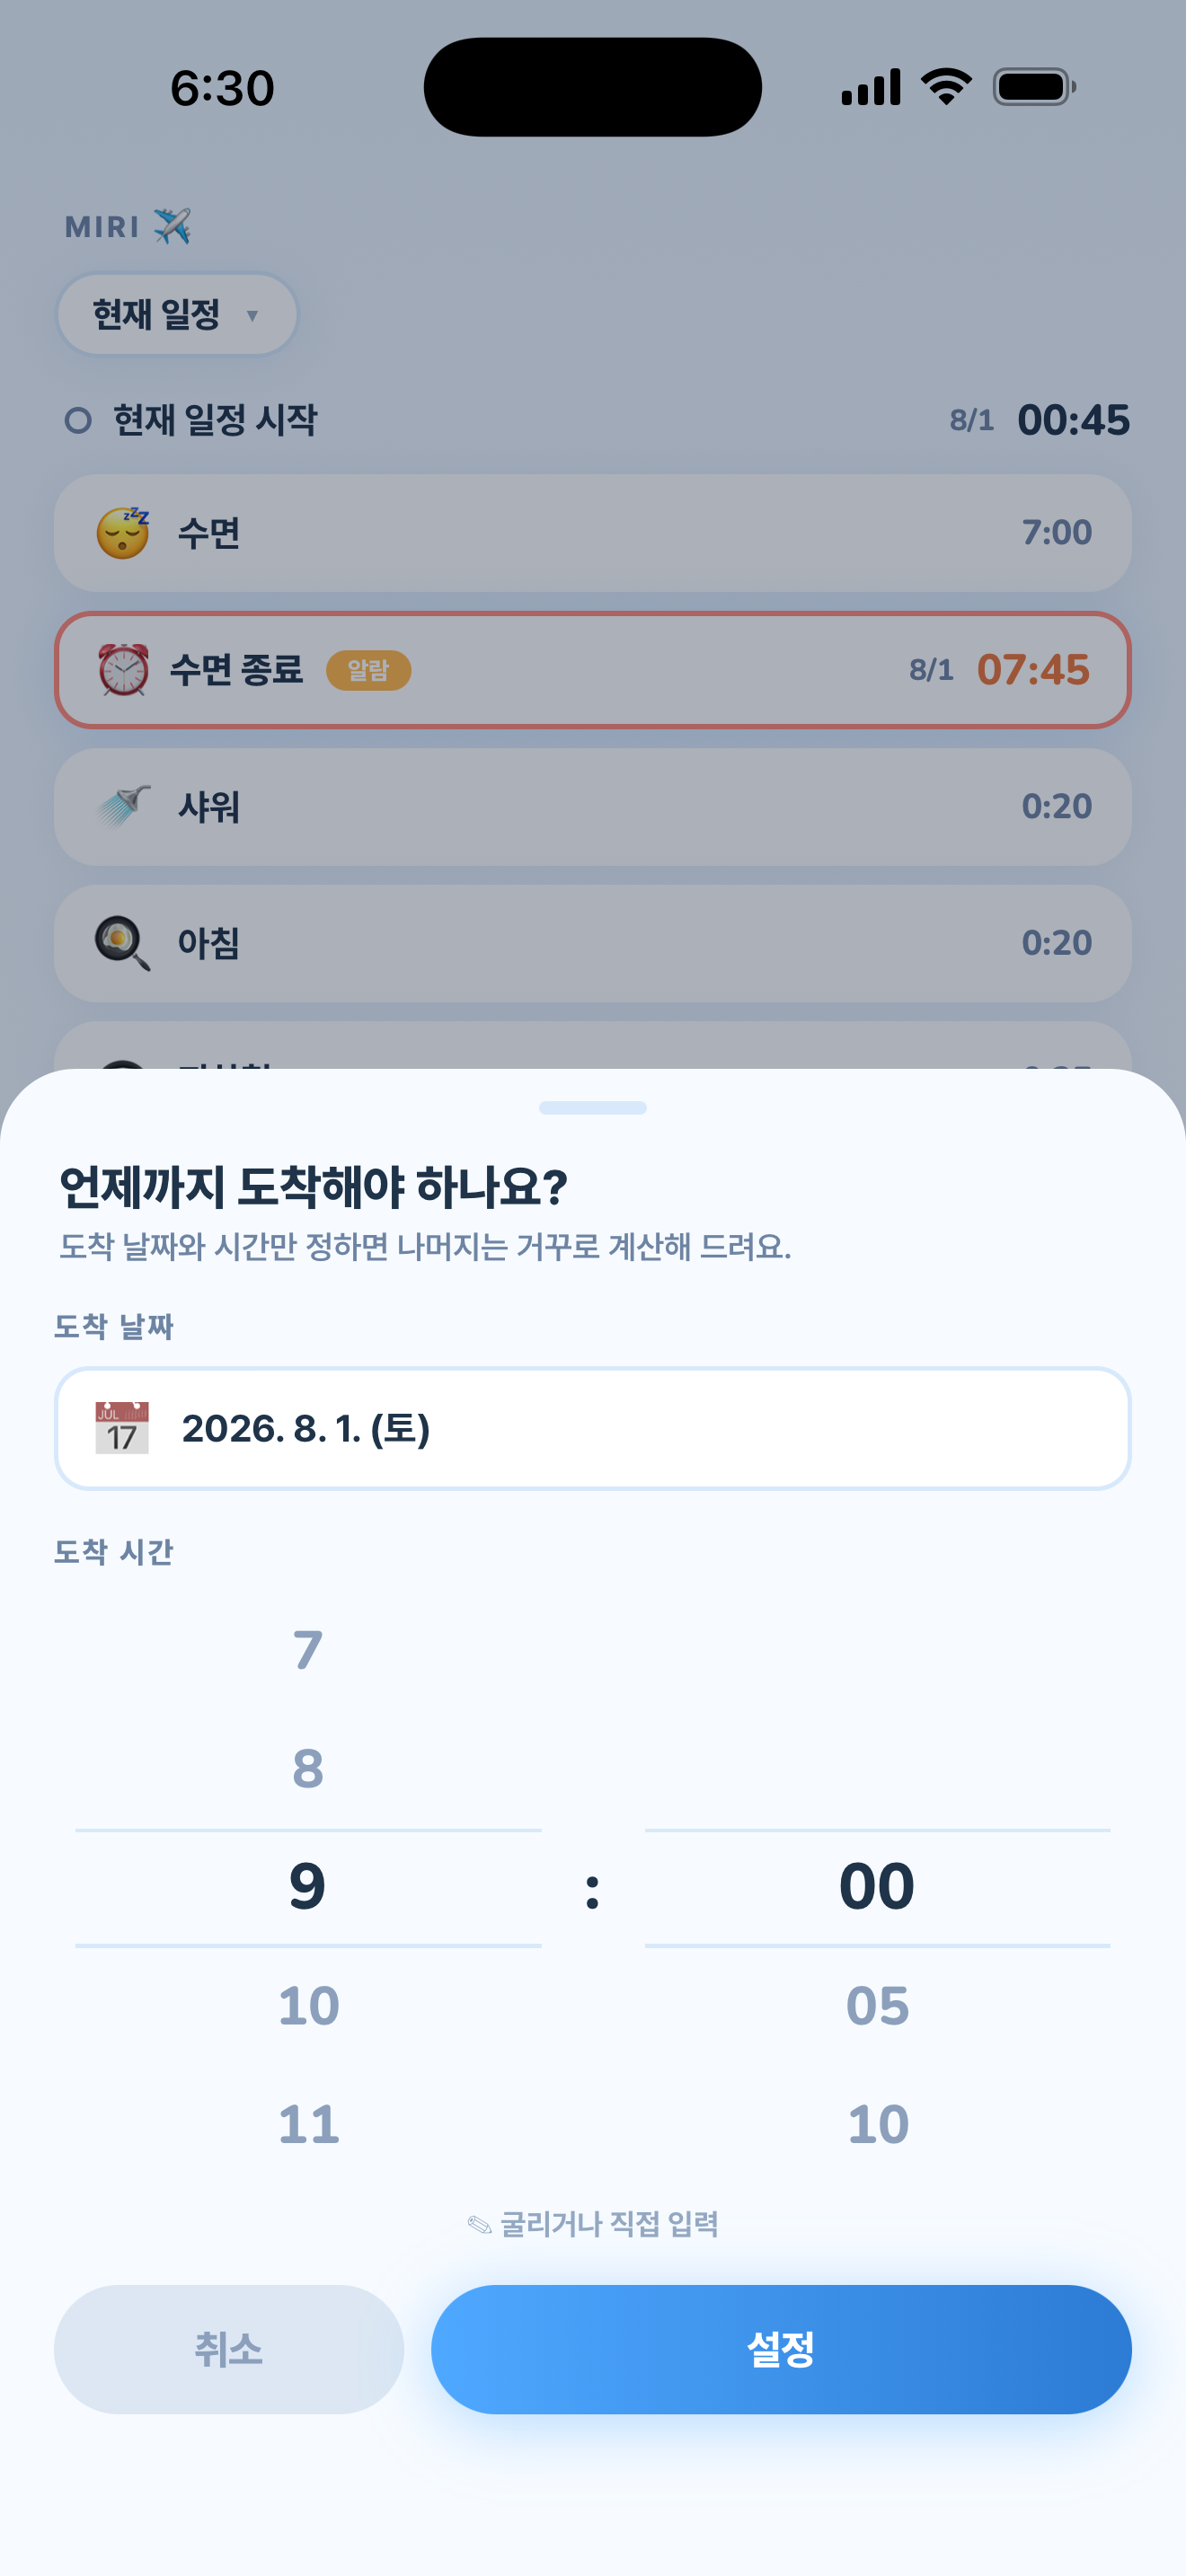 6:30
MIRI ✈️
현재 일정 ▼
현재 일정 시작 8/1 00:45
수면 7:00
수면 종료 알람 8/1 07:45
샤워 0:20
아침 0:20
언제까지 도착해야 하나요?
도착 날짜와 시간만 정하면 나머지는 거꾸로 계산해 드려요.
도착 날짜
JUL 17 2026. 8. 1. (토)
도착 시간
7
8
9 : 00
10 05
11 10
✎ 굴리거나 직접 입력
취소 설정